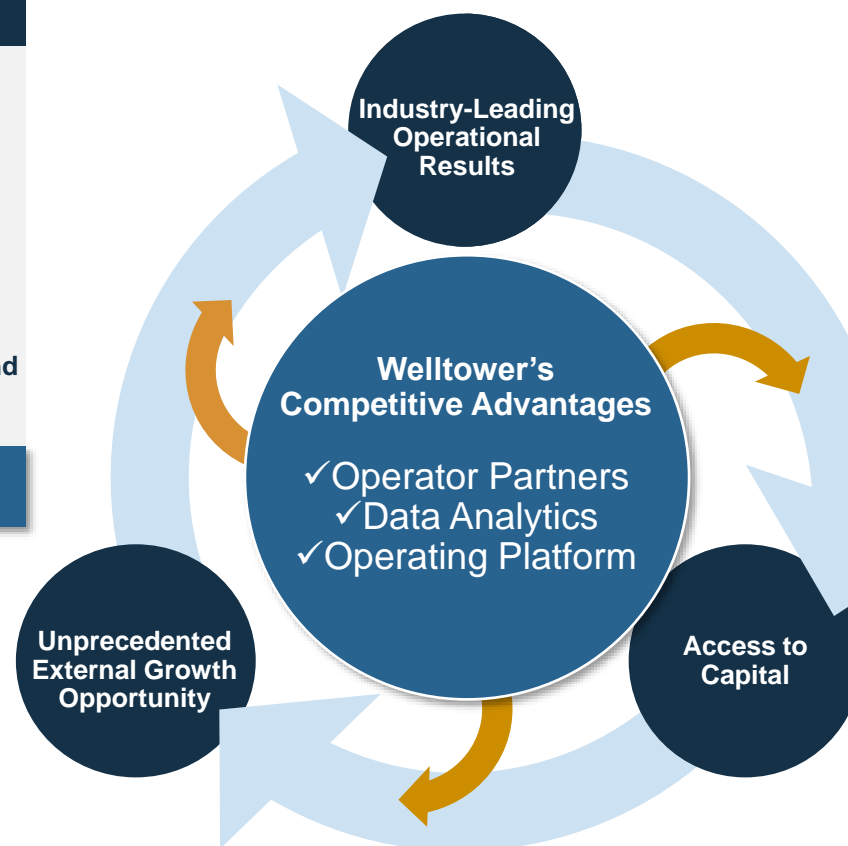 Industry-Leading
Operational
Results
Welltower’s
Competitive Advantages
✓Operator Partners
✓Data Analytics
✓Operating Platform
Unprecedented
External Growth
Opportunity
Access to
Capital